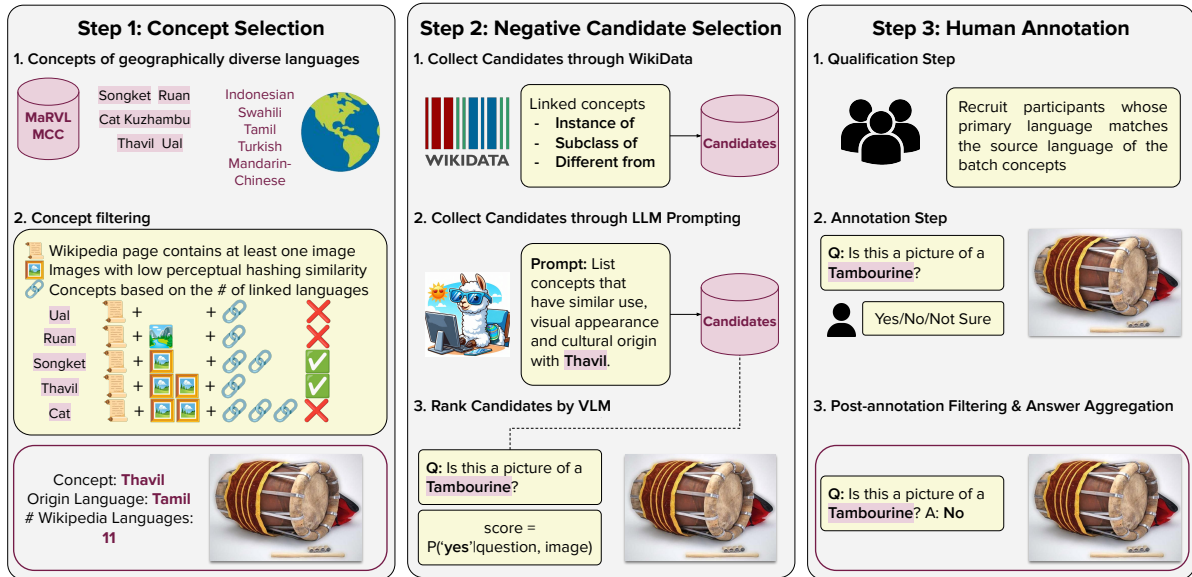 Step 1: Concept Selection
1. Concepts of geographically diverse languages
MaRVL
MCC
Songket Ruan
Cat Kuzhambu
Thavil Ual
Indonesian
Swahili
Tamil
Turkish
Mandarin-
Chinese
2. Concept filtering
Wikipedia page contains at least one image
Images with low perceptual hashing similarity
Concepts based on the # of linked languages
Ual + +
Ruan + +
Songket + +
Thavil + +
Cat + +
Concept: Thavil
Origin Language: Tamil
# Wikipedia Languages:
11
Step 2: Negative Candidate Selection
1. Collect Candidates through WikiData
WIKIDATA
Linked concepts
- Instance of
- Subclass of
- Different from
Candidates
2. Collect Candidates through LLM Prompting
Prompt: List
concepts that
have similar use,
visual appearance
and cultural origin
with Thavil.
Candidates
3. Rank Candidates by VLM
Q: Is this a picture of a
Tambourine?
score =
P('yes'|question, image)
Step 3: Human Annotation
1. Qualification Step
Recruit participants whose
primary language matches
the source language of the
batch concepts
2. Annotation Step
Q: Is this a picture of a
Tambourine?
Yes/No/Not Sure
3. Post-annotation Filtering & Answer Aggregation
Q: Is this a picture of a
Tambourine? A: No